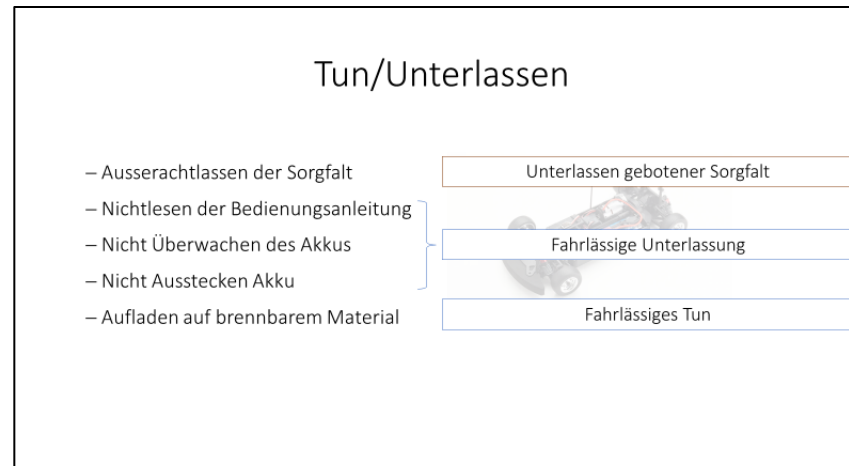 Tun/Unterlassen
– Ausserachtlassen der Sorgfalt
Unterlassen gebotener Sorgfalt
– Nichtlesen der Bedienungsanleitung
– Nicht Überwachen des Akkus
Fahrlässige Unterlassung
– Nicht Ausstecken Akku
– Aufladen auf brennbarem Material
Fahrlässiges Tun